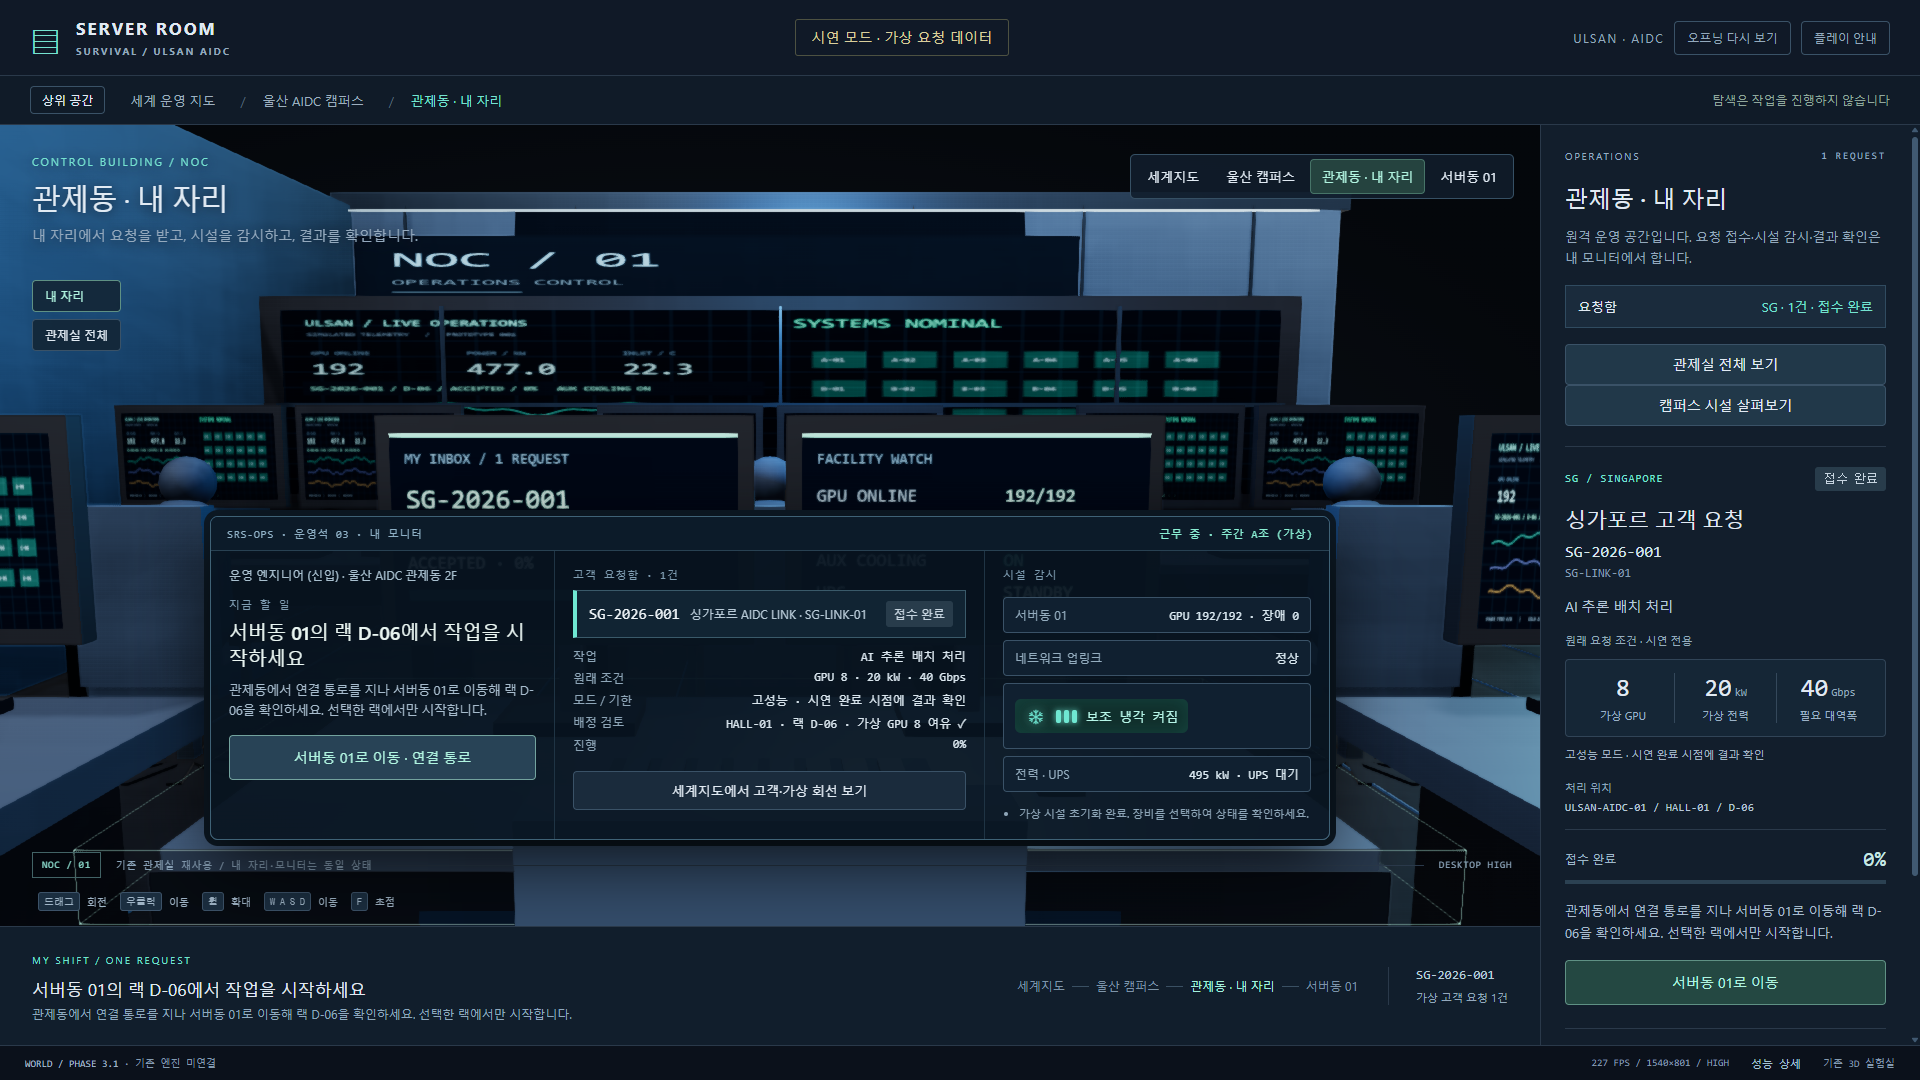 SERVER ROOM
SURVIVAL / ULSAN AIDC
시연 모드 · 가상 요청 데이터
ULSAN · AIDC
오프닝 다시 보기
플레이 안내
상위 공간
세계 운영 지도 / 울산 AIDC 캠퍼스 / 관제동 · 내 자리
탐색은 작업을 진행하지 않습니다
CONTROL BUILDING / NOC
관제동 · 내 자리
내 자리에서 요청을 받고, 시설을 감시하고, 결과를 확인합니다.
내 자리
관제실 전체
세계지도
울산 캠퍼스
관제동 · 내 자리
서버동 01
NOC / 01
OPERATIONS CONTROL
ULSAN / LIVE OPERATIONS
GPU ONLINE
POWER / kW
INLET / C
192
477.0
22.3
SG-2026-001 / D-06 / ACCEPTED / 0% AUX COOLING ON
SYSTEMS NOMINAL
MY INBOX / 1 REQUEST
SG-2026-001
ACCEPTED · 0%
FACILITY WATCH
GPU ONLINE 192/192
AUX COOLING ON
STANDBY
SRS-OPS · 운영석 03 · 내 모니터
근무 중 · 주간 A조 (가상)
운영 엔지니어 (신입) · 울산 AIDC 관제동 2F
지금 할 일
서버동 01의 랙 D-06에서 작업을 시
작하세요
관제동에서 연결 통로를 지나 서버동 01로 이동해 랙 D-
06을 확인하세요. 선택한 랙에서만 시작합니다.
서버동 01로 이동 · 연결 통로
고객 요청함 · 1건
SG-2026-001 싱가포르 AIDC LINK · SG-LINK-01 접수 완료
작업 AI 추론 배치 처리
원래 조건 GPU 8 · 20 kW · 40 Gbps
모드 / 기한 고성능 · 시연 완료 시점에 결과 확인
배정 검토 HALL-01 · 랙 D-06 · 가상 GPU 8 여유 ✓
진행 0%
세계지도에서 고객·가상 회선 보기
시설 감시
서버동 01 GPU 192/192 · 장애 0
네트워크 업링크 정상
보조 냉각 켜짐
전력 · UPS 495 kW · UPS 대기
가상 시설 초기화 완료. 장비를 선택하여 상태를 확인하세요.
NOC / 01
기존 관제실 재사용 / 내 자리·모니터는 동일 상태
DESKTOP HIGH
드래그 회전 우클릭 이동 휠 확대 W A S D 이동 F 초점
MY SHIFT / ONE REQUEST
서버동 01의 랙 D-06에서 작업을 시작하세요
관제동에서 연결 통로를 지나 서버동 01로 이동해 랙 D-06을 확인하세요. 선택한 랙에서만 시작합니다.
세계지도 — 울산 캠퍼스 — 관제동 · 내 자리 — 서버동 01
SG-2026-001
가상 고객 요청 1건
OPERATIONS
1 REQUEST
관제동 · 내 자리
원격 운영 공간입니다. 요청 접수·시설 감시·결과 확인은
내 모니터에서 합니다.
요청함 SG · 1건 · 접수 완료
관제실 전체 보기
캠퍼스 시설 살펴보기
SG / SINGAPORE
접수 완료
싱가포르 고객 요청
SG-2026-001
SG-LINK-01
AI 추론 배치 처리
원래 요청 조건 · 시연 전용
8
20 kW
40 Gbps
가상 GPU
가상 전력
필요 대역폭
고성능 모드 · 시연 완료 시점에 결과 확인
처리 위치
ULSAN-AIDC-01 / HALL-01 / D-06
접수 완료 0%
관제동에서 연결 통로를 지나 서버동 01로 이동해 랙 D-
06을 확인하세요. 선택한 랙에서만 시작합니다.
서버동 01로 이동
WORLD / PHASE 3.1 · 기존 엔진 미연결
227 FPS / 1540×801 / HIGH
성능 상세
기존 3D 실험실